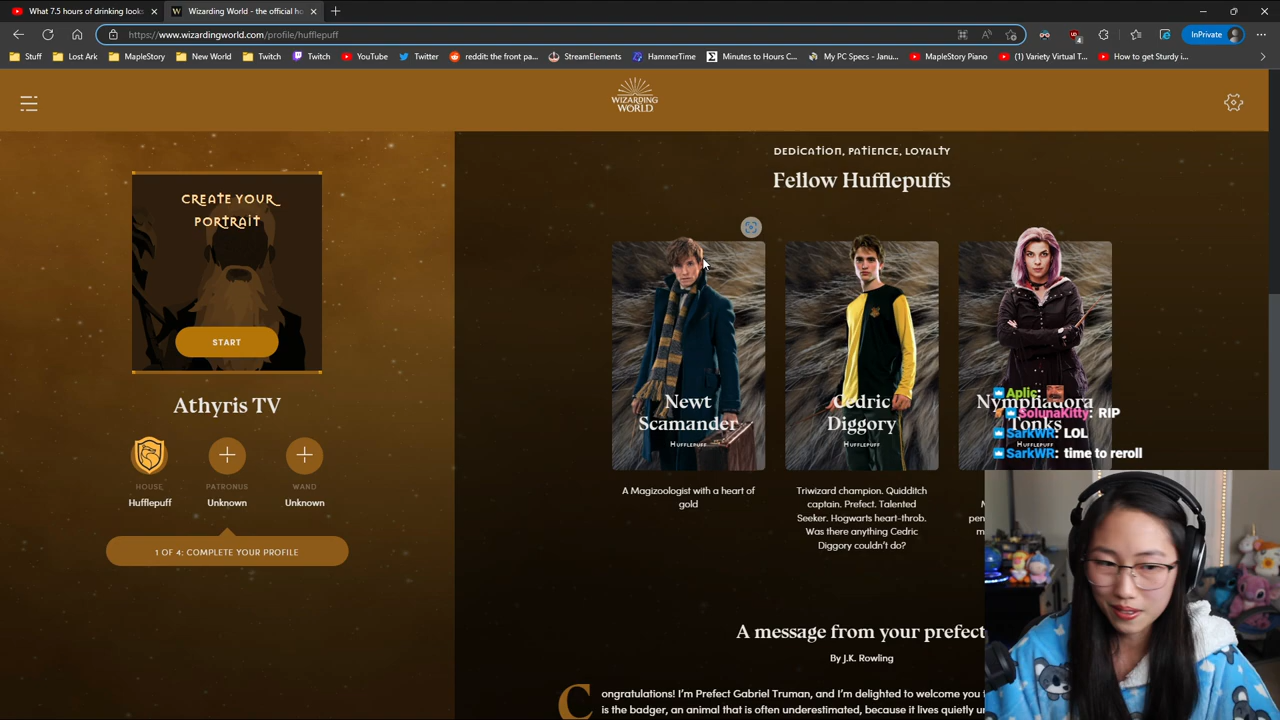 What 7.5 hours of drinking looks
Wizarding World - the official ho
https://www.wizardingworld.com/profile/hufflepuff
InPrivate
Stuff
Lost Ark
MapleStory
New World
Twitch
Twitch
YouTube
Twitter
reddit: the front pa...
StreamElements
HammerTime
Minutes to Hours C...
My PC Specs - Janu...
MapleStory Piano
(1) Variety Virtual T...
How to get Sturdy i...
WIZARDING
WORLD
CREATE YOUR
PORTRAIT
START
Athyris TV
HOUSE
Hufflepuff
PATRONUS
Unknown
WAND
Unknown
1 OF 4: COMPLETE YOUR PROFILE
DEDICATION, PATIENCE, LOYALTY
Fellow Hufflepuffs
Newt
Scamander
Hufflepuff
A Magizoologist with a heart of
gold
Cedric
Diggory
Hufflepuff
Triwizard champion. Quidditch
captain. Prefect. Talented
Seeker. Hogwarts heart-throb.
Was there anything Cedric
Diggory couldn't do?
Nymphadora
Tonks
Hufflepuff
Aplic:
SolunaKitty: RIP
SarkWR: LOL
SarkWR: time to reroll
A message from your prefect
By J.K. Rowling
Congratulations! I'm Prefect Gabriel Truman, and I'm delighted to welcome you
is the badger, an animal that is often underestimated, because it lives quietly